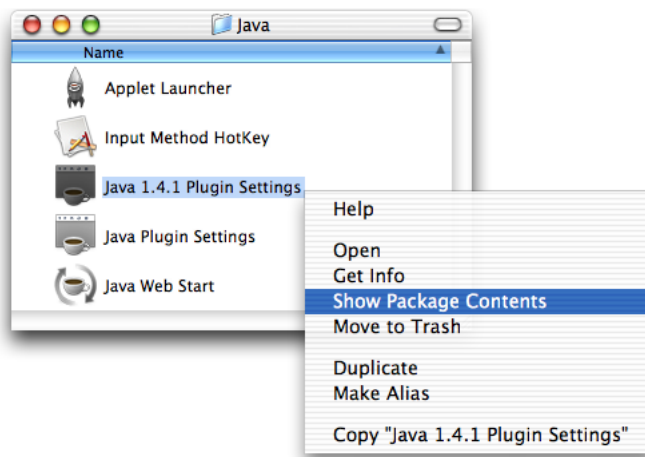 Java
Name
Applet Launcher
Input Method HotKey
Java 1.4.1 Plugin Settings
Java Plugin Settings
Java Web Start
Help
Open
Get Info
Show Package Contents
Move to Trash
Duplicate
Make Alias
Copy "Java 1.4.1 Plugin Settings"